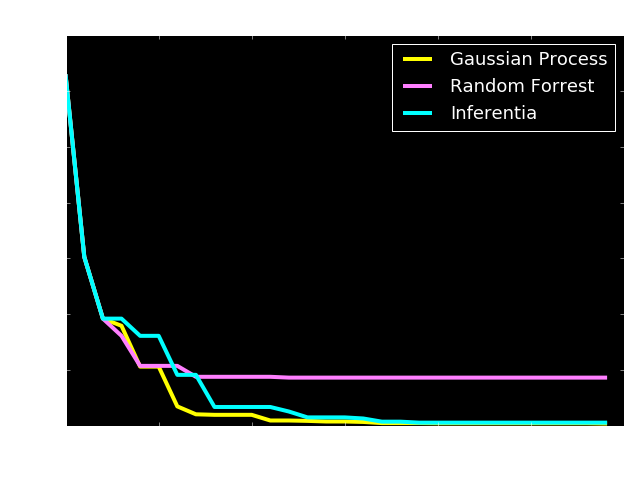 Gaussian Process
Random Forrest
Inferentia